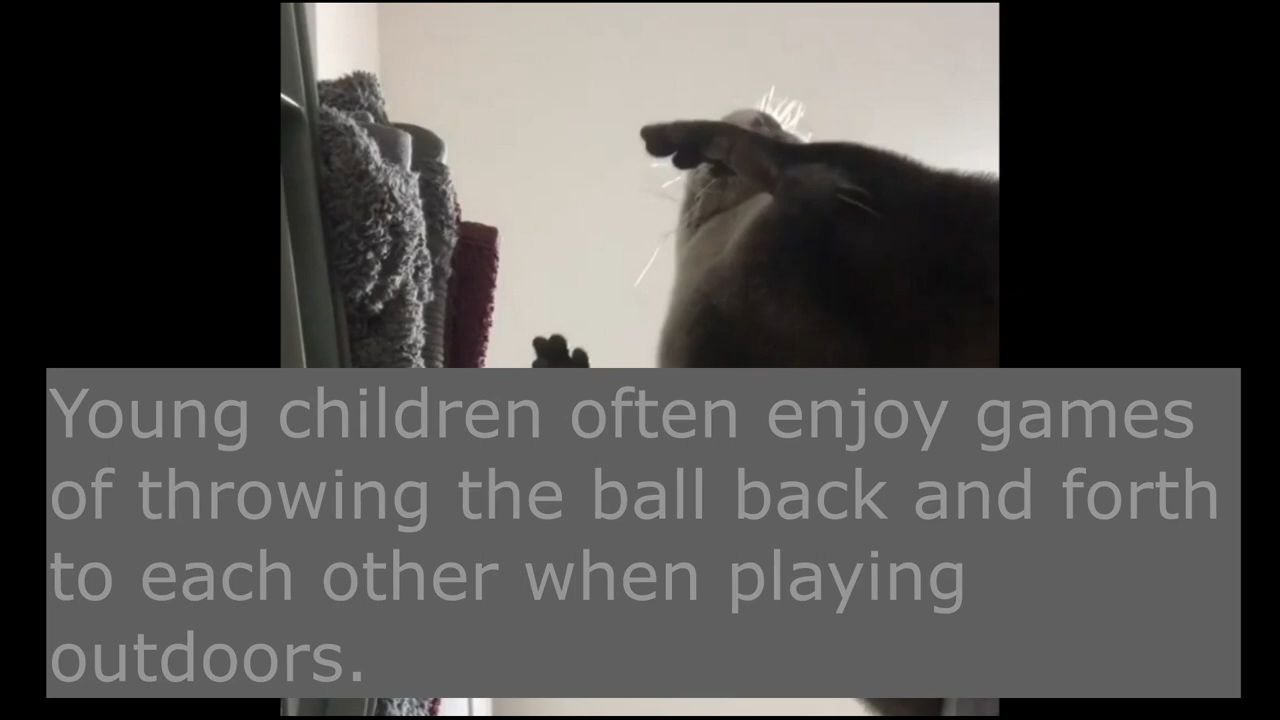 Young children often enjoy games
of throwing the ball back and forth
to each other when playing
outdoors.